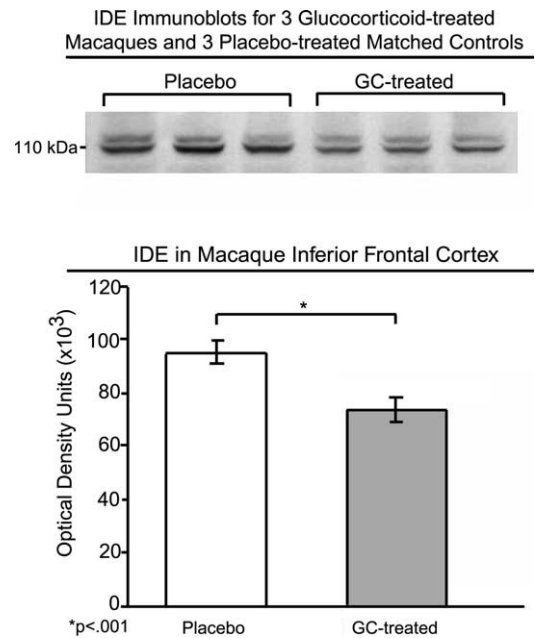 IDE Immunoblots for 3 Glucocorticoid-treated
Macaques and 3 Placebo-treated Matched Controls
Placebo GC-treated
110 kDa
IDE in Macaque Inferior Frontal Cortex
Optical Density Units (x10³)
120
100
80
60
40
20
0
*
*p<.001 Placebo GC-treated